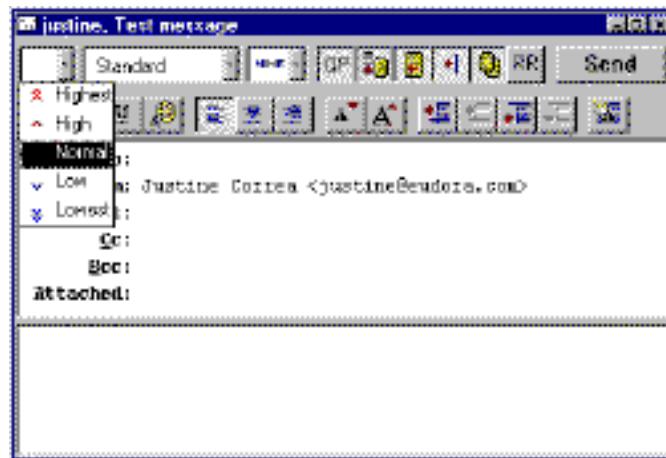 justine, Test message
Standard QP RR Send
Highest
High
Normal
Low
Lowest
Justine Correa <justine@eudora.com>
Cc:
Bcc:
Attached: